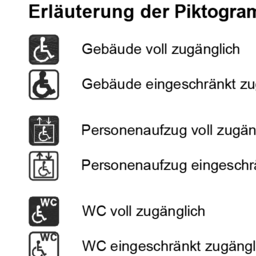 Erläuterung der Piktogram
Gebäude voll zugänglich
Gebäude eingeschränkt zu
Personenaufzug voll zugän
Personenaufzug eingeschr
WC
WC voll zugänglich
WC
WC eingeschränkt zugängl